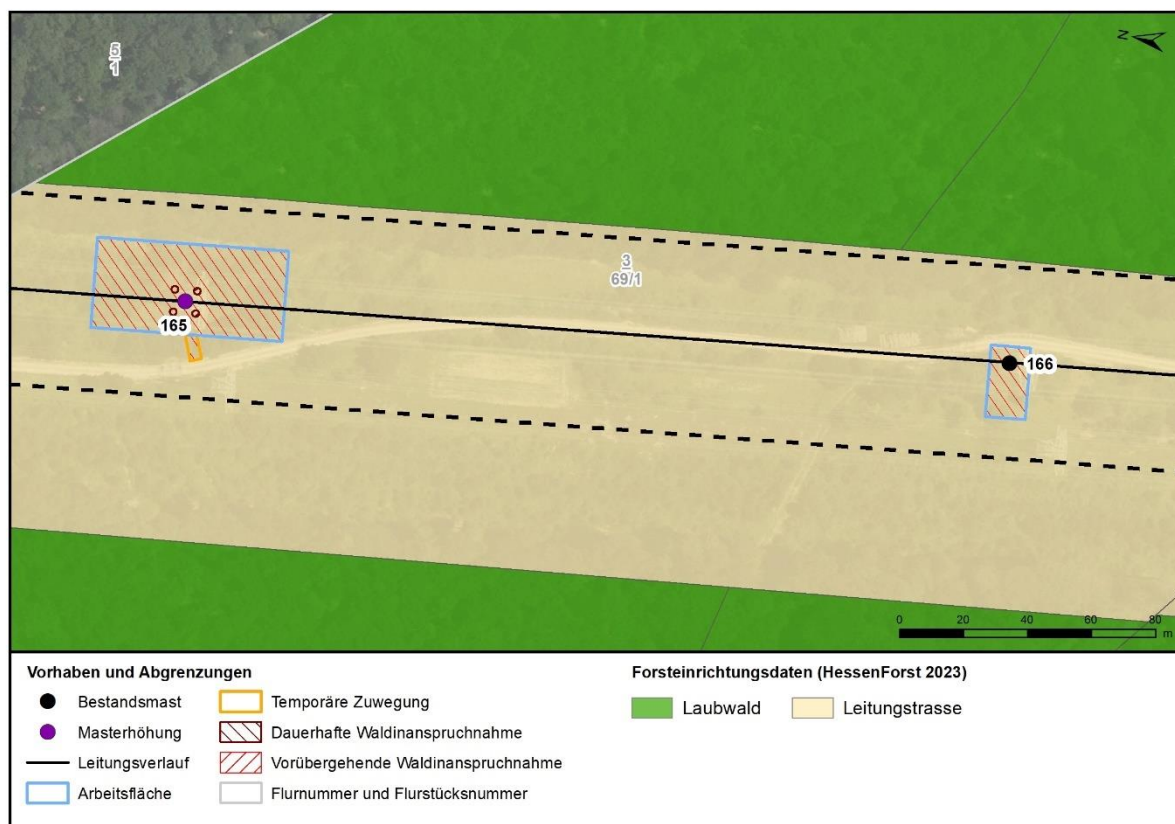 5
1
N
3
69/1
165
166
0 20 40 60 80
m
Vorhaben und Abgrenzungen
Bestandsmast
Masterhöhung
Leitungsverlauf
Arbeitsfläche
Temporäre Zuwegung
Dauerhafte Waldinanspruchnahme
Vorübergehende Waldinanspruchnahme
Flurnummer und Flurstücksnummer
Forsteinrichtungsdaten (HessenForst 2023)
Laubwald
Leitungstrasse